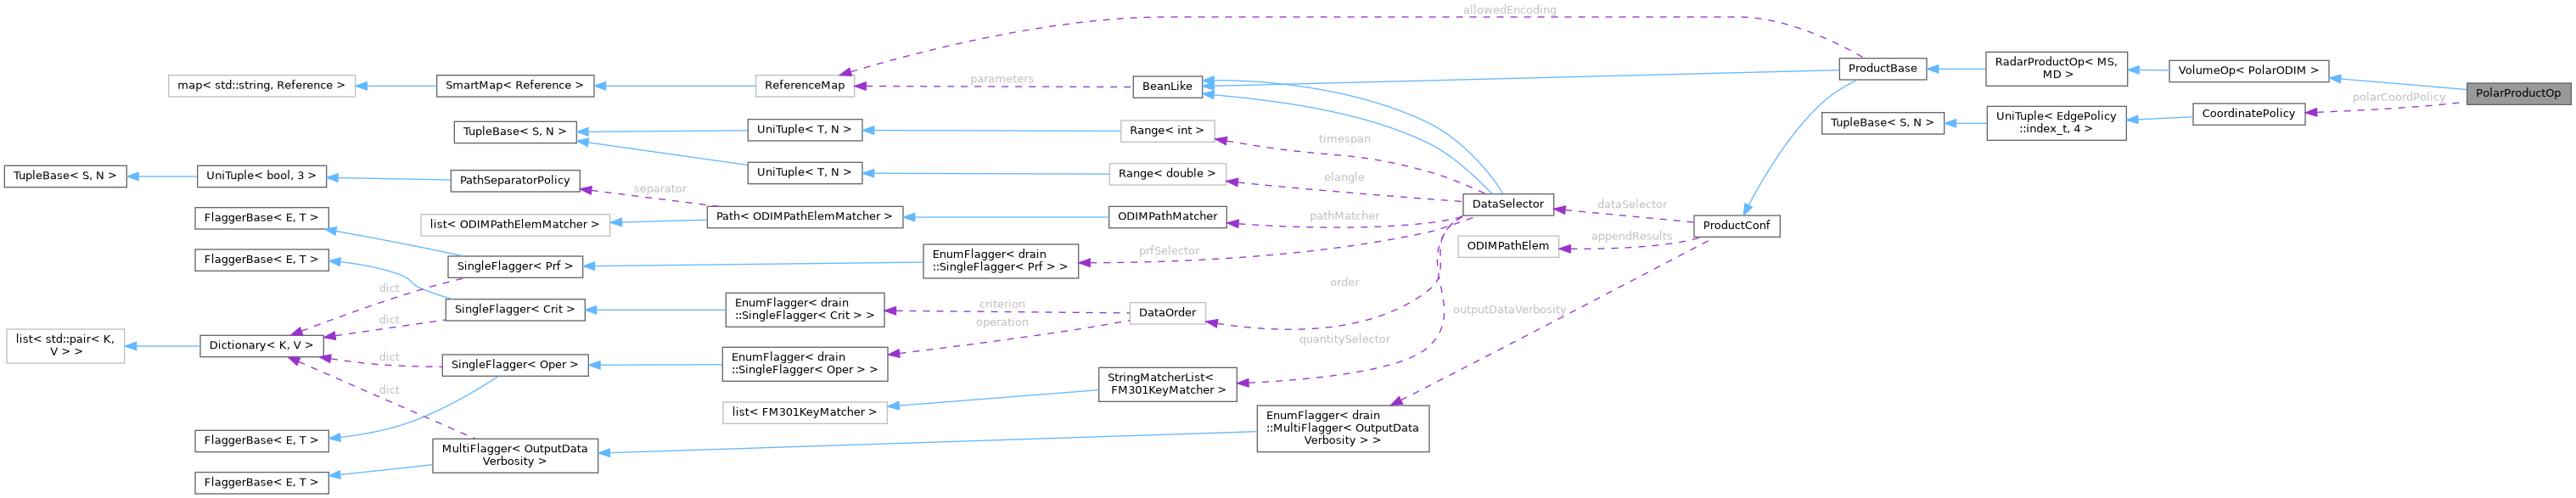 allowedEncoding
map< std::string, Reference >
SmartMap< Reference >
ReferenceMap
parameters
BeanLike
ProductBase
RadarProductOp< MS,
MD >
VolumeOp< PolarODIM >
PolarProductOp
polarCoordPolicy
TupleBase< S, N >
UniTuple< EdgePolicy
::index_t, 4 >
CoordinatePolicy
TupleBase< S, N >
UniTuple< T, N >
Range< int >
timespan
TupleBase< S, N >
UniTuple< bool, 3 >
PathSeparatorPolicy
separator
UniTuple< T, N >
Range< double >
elangle
DataSelector
dataSelector
ProductConf
FlaggerBase< E, T >
list< ODIMPathElemMatcher >
Path< ODIMPathElemMatcher >
ODIMPathMatcher
pathMatcher
appendResults
ODIMPathElem
FlaggerBase< E, T >
SingleFlagger< Prf >
EnumFlagger< drain
::SingleFlagger< Prf > >
prfSelector
dict
order
SingleFlagger< Crit >
EnumFlagger< drain
::SingleFlagger< Crit > >
criterion
operation
DataOrder
outputDataVerbosity
dict
list< std::pair< K,
V > >
Dictionary< K, V >
quantitySelector
dict
SingleFlagger< Oper >
EnumFlagger< drain
::SingleFlagger< Oper > >
dict
StringMatcherList<
FM301KeyMatcher >
list< FM301KeyMatcher >
EnumFlagger< drain
::MultiFlagger< OutputData
Verbosity > >
FlaggerBase< E, T >
MultiFlagger< OutputData
Verbosity >
FlaggerBase< E, T >